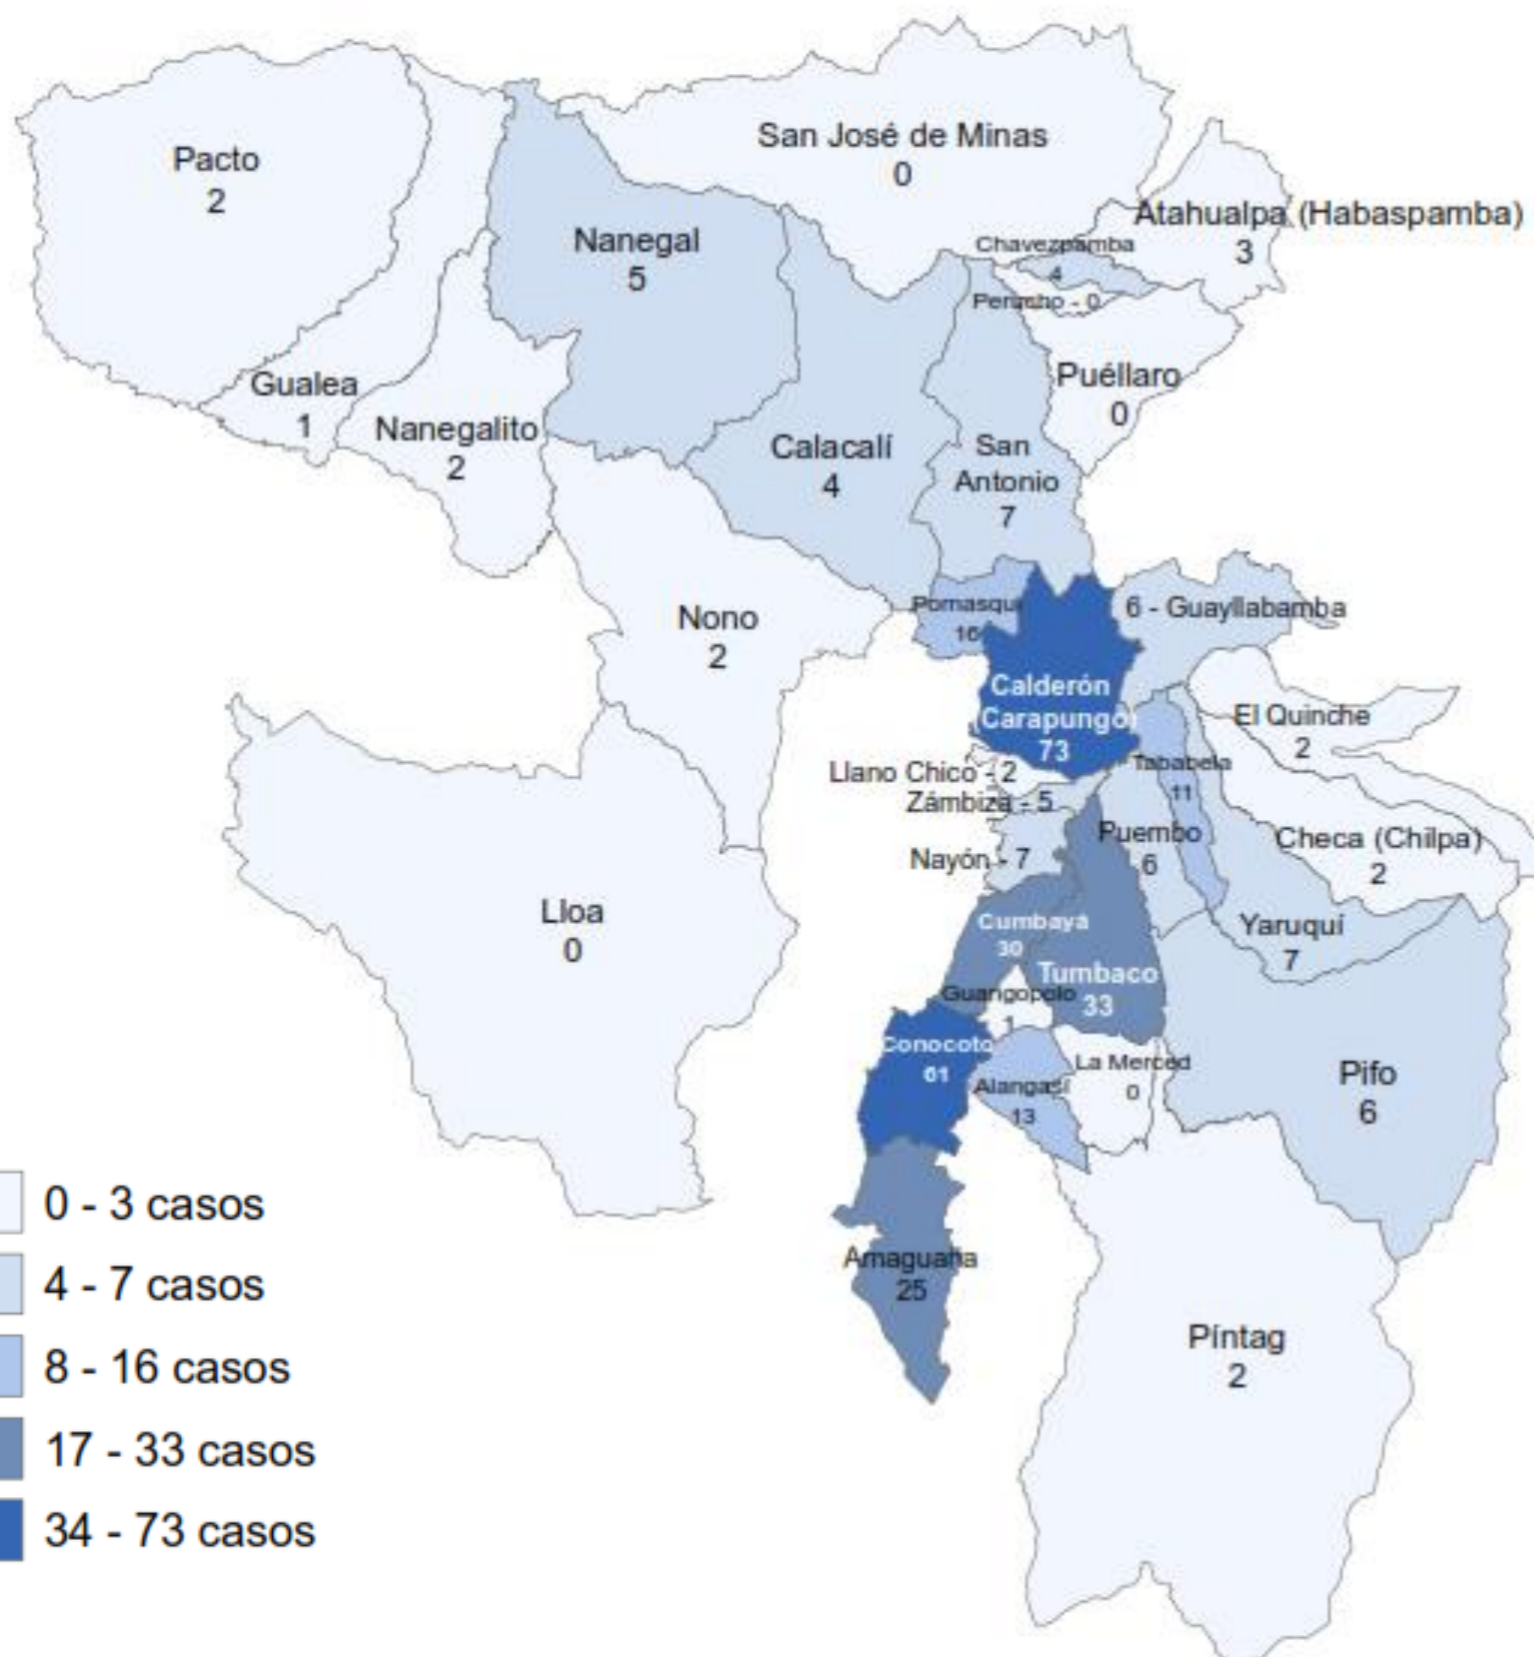 Pacto
2
San José de Minas
0
Atahualpa (Habaspamba)
3
Nanegal
5
Chavezpamba
4
Perucho - 0
Gualea
1
Nanegalito
2
Calacalí
4
San
Antonio
7
Puéllaro
0
Nono
2
Pomasqui
16
6 - Guayllabamba
Calderón
(Carapungo)
73
El Quinche
2
Llano Chico - 2
Zámbiza - 5
Nayón - 7
Tababela
11
Puembo
6
Checa (Chilpa)
2
Lloa
0
Cumbayá
30
Yaruquí
7
Tumbaco
33
Guangopolo
1
Conocoto
61
Alangasí
13
La Merced
0
Pifo
6
Amaguaña
25
Píntag
2
0 - 3 casos
4 - 7 casos
8 - 16 casos
17 - 33 casos
34 - 73 casos